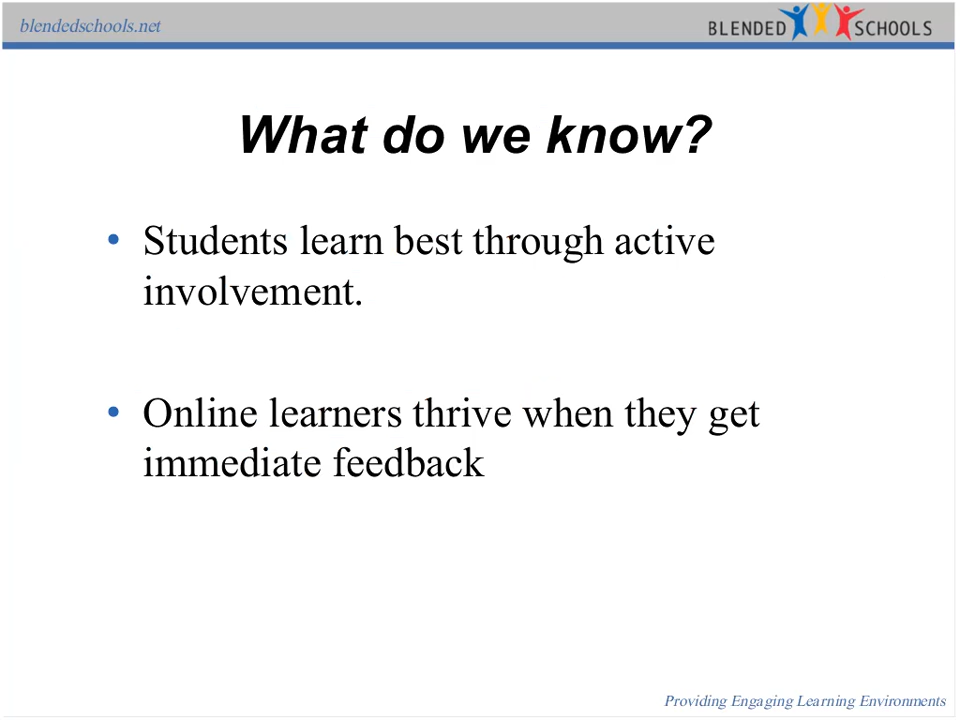 blendedschools.net
BLENDED SCHOOLS
What do we know?
• Students learn best through active
involvement.
• Online learners thrive when they get
immediate feedback
Providing Engaging Learning Environments